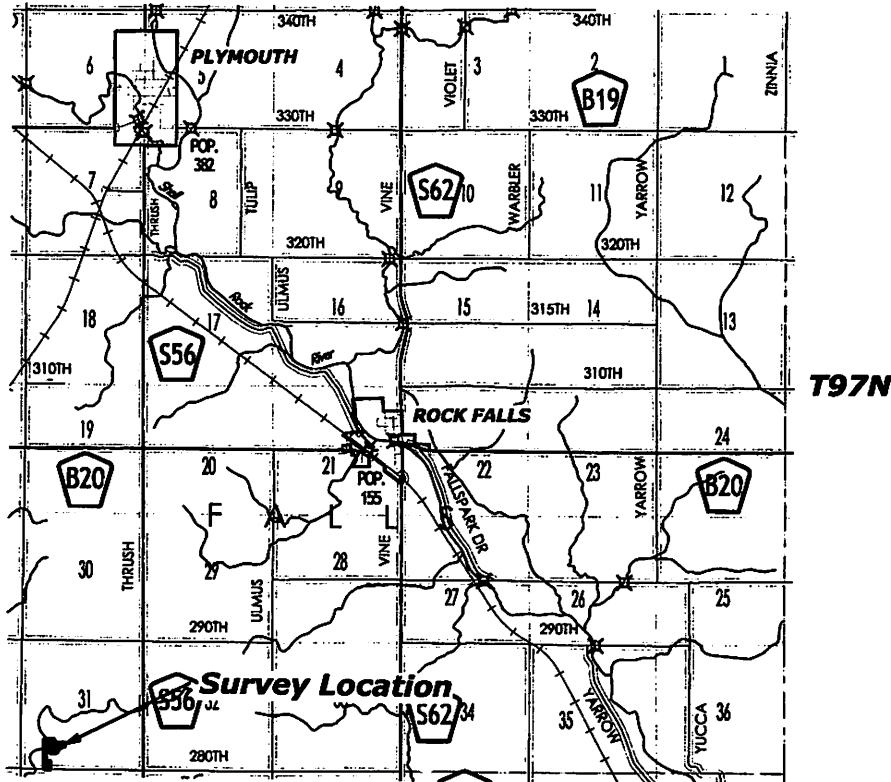 340TH
340TH
6
5
4
3
2
1
PLYMOUTH
VIOLET
ZINNIA
B19
330TH
330TH
POP.
382
7
8
9
10
11
12
TULIP
VINE
S62
WARBLER
YARROW
THRUSH
Shell
Rock
320TH
320TH
ULMUS
18
17
16
15
14
13
315TH
S56
River
310TH
310TH
T97N
ROCK FALLS
19
20
21
22
23
24
B20
B20
POP.
155
YARROW
FALLSPARK DR
F A L L
30
29
28
27
26
25
THRUSH
ULMUS
VINE
290TH
290TH
Survey Location
31
S56
32
S62
34
35
36
YARROW
YUCCA
280TH